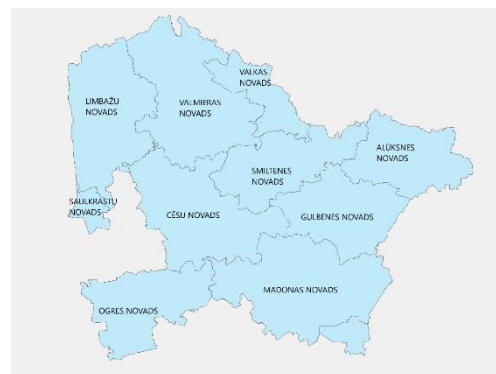 VALKAS
NOVADS
LIMBAŽU
NOVADS
VALMIERAS
NOVADS
ALŪKSNES
NOVADS
SMILTENES
NOVADS
SAULKRASTU
NOVADS
CĒSU NOVADS
GULBENES NOVADS
MADONAS NOVADS
OGRES NOVADS